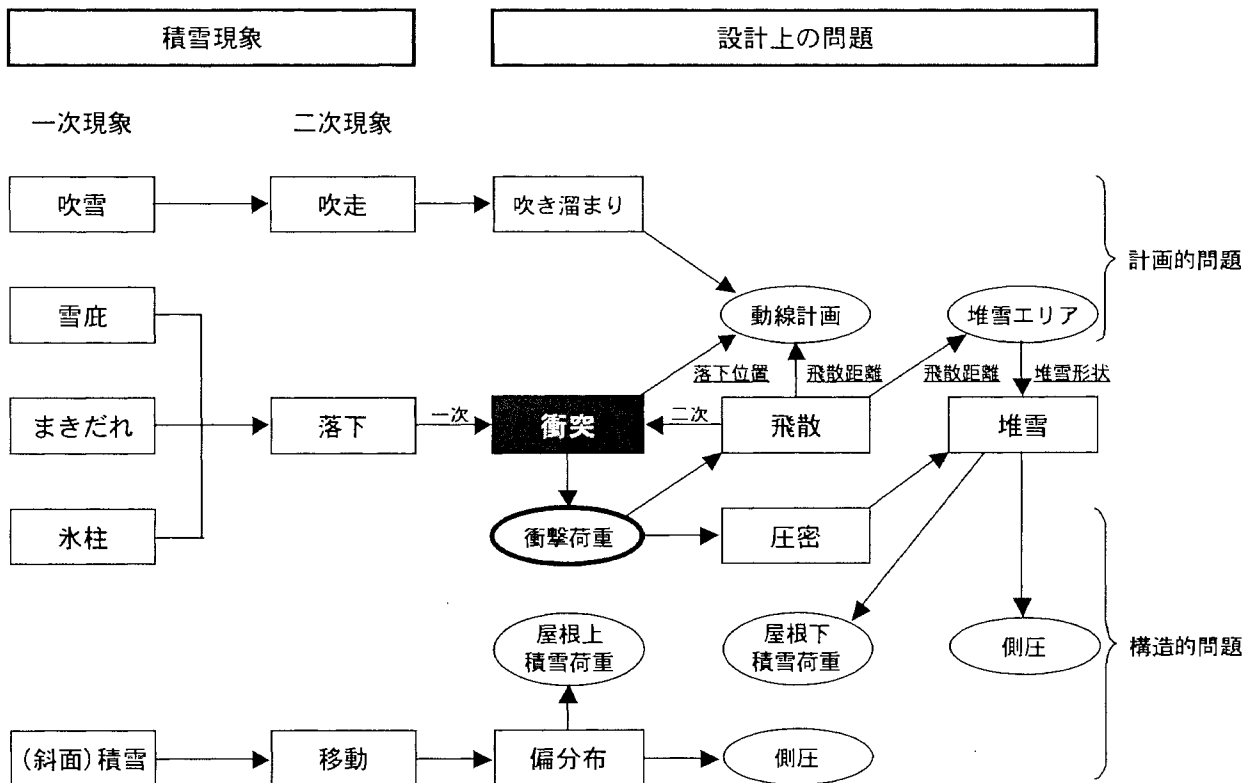 積雪現象
設計上の問題
一次現象
二次現象
吹雪
吹走
吹き溜まり
計画的問題
雪庇
動線計画
堆雪エリア
落下位置
飛散距離
飛散距離
堆雪形状
まきだれ
落下
一次
衝突
二次
飛散
堆雪
氷柱
衝撃荷重
圧密
屋根上
積雪荷重
屋根下
積雪荷重
側圧
構造的問題
(斜面)積雪
移動
偏分布
側圧